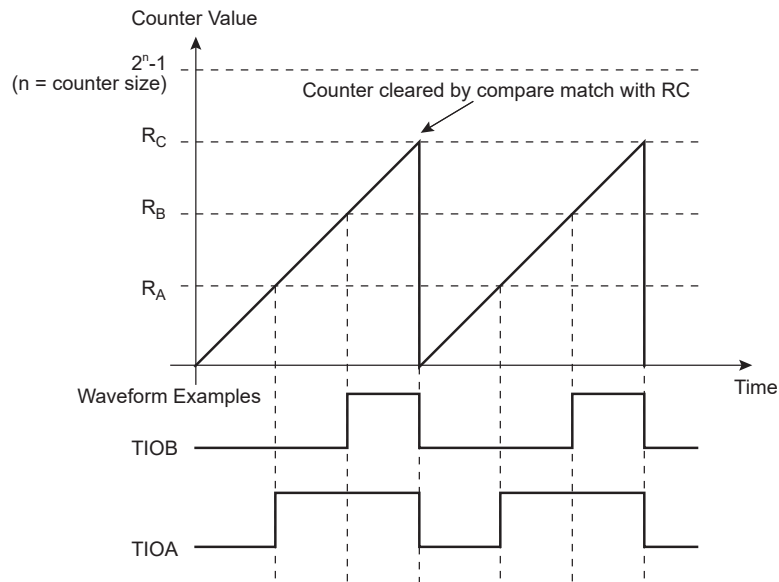 Counter Value
2ⁿ-1
(n = counter size)
Counter cleared by compare match with RC
R_C
R_B
R_A
Time
Waveform Examples
TIOB
TIOA